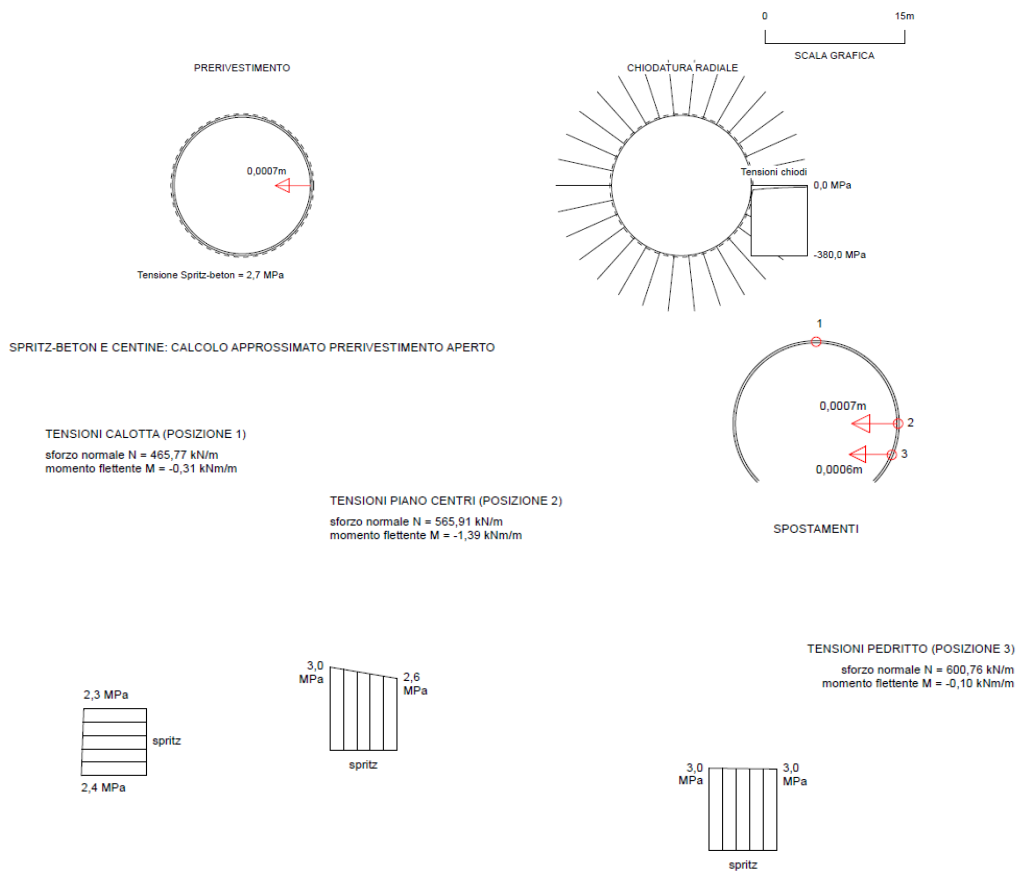 0 15m
SCALA GRAFICA
PRERIVESTIMENTO
CHIODATURA RADIALE
0,0007m
Tensione Spritz-beton = 2,7 MPa
Tensioni chiodi
0,0 MPa
-380,0 MPa
SPRITZ-BETON E CENTINE: CALCOLO APPROSSIMATO PRERIVESTIMENTO APERTO
1
0,0007m
2
3
0,0006m
SPOSTAMENTI
TENSIONI CALOTTA (POSIZIONE 1)
sforzo normale N = 465,77 kN/m
momento flettente M = -0,31 kNm/m
TENSIONI PIANO CENTRI (POSIZIONE 2)
sforzo normale N = 565,91 kN/m
momento flettente M = -1,39 kNm/m
TENSIONI PEDRITTO (POSIZIONE 3)
sforzo normale N = 600,76 kN/m
momento flettente M = -0,10 kNm/m
2,3 MPa
spritz
2,4 MPa
3,0
MPa
2,6
MPa
spritz
3,0
MPa
3,0
MPa
spritz